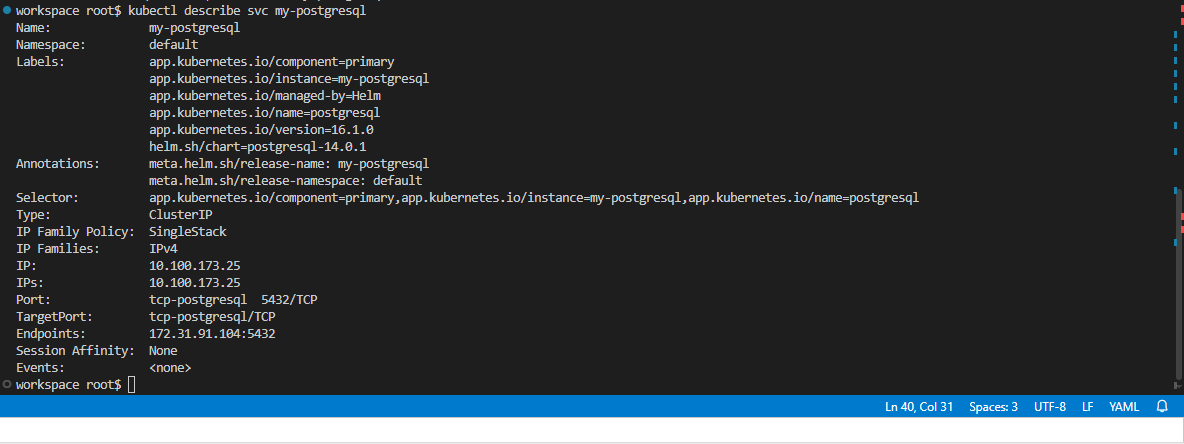 workspace root$ kubectl describe svc my-postgresql
Name:              my-postgresql
Namespace:         default
Labels:            app.kubernetes.io/component=primary
                   app.kubernetes.io/instance=my-postgresql
                   app.kubernetes.io/managed-by=Helm
                   app.kubernetes.io/name=postgresql
                   app.kubernetes.io/version=16.1.0
                   helm.sh/chart=postgresql-14.0.1
Annotations:       meta.helm.sh/release-name: my-postgresql
                   meta.helm.sh/release-namespace: default
Selector:          app.kubernetes.io/component=primary,app.kubernetes.io/instance=my-postgresql,app.kubernetes.io/name=postgresql
Type:              ClusterIP
IP Family Policy:  SingleStack
IP Families:       IPv4
IP:                10.100.173.25
IPs:               10.100.173.25
Port:              tcp-postgresql  5432/TCP
TargetPort:        tcp-postgresql/TCP
Endpoints:         172.31.91.104:5432
Session Affinity:  None
Events:            <none>
workspace root$
Ln 40, Col 31 Spaces: 3 UTF-8 LF YAML